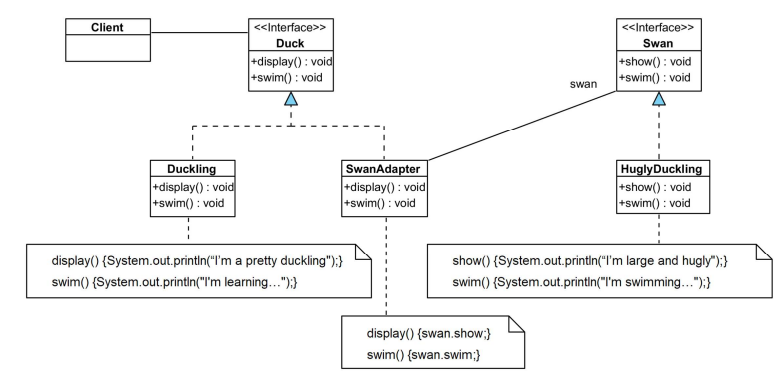 Client
<<Interface>>
Duck
+display() : void
+swim() : void
<<Interface>>
Swan
+show() : void
+swim() : void
swan
Duckling
+display() : void
+swim() : void
SwanAdapter
+display() : void
+swim() : void
HuglyDuckling
+show() : void
+swim() : void
display() {System.out.println(“I’m a pretty duckling");}
swim() {System.out.println("I'm learning…");}
show() {System.out.println(“I’m large and hugly");}
swim() {System.out.println("I'm swimming…");}
display() {swan.show;}
swim() {swan.swim;}